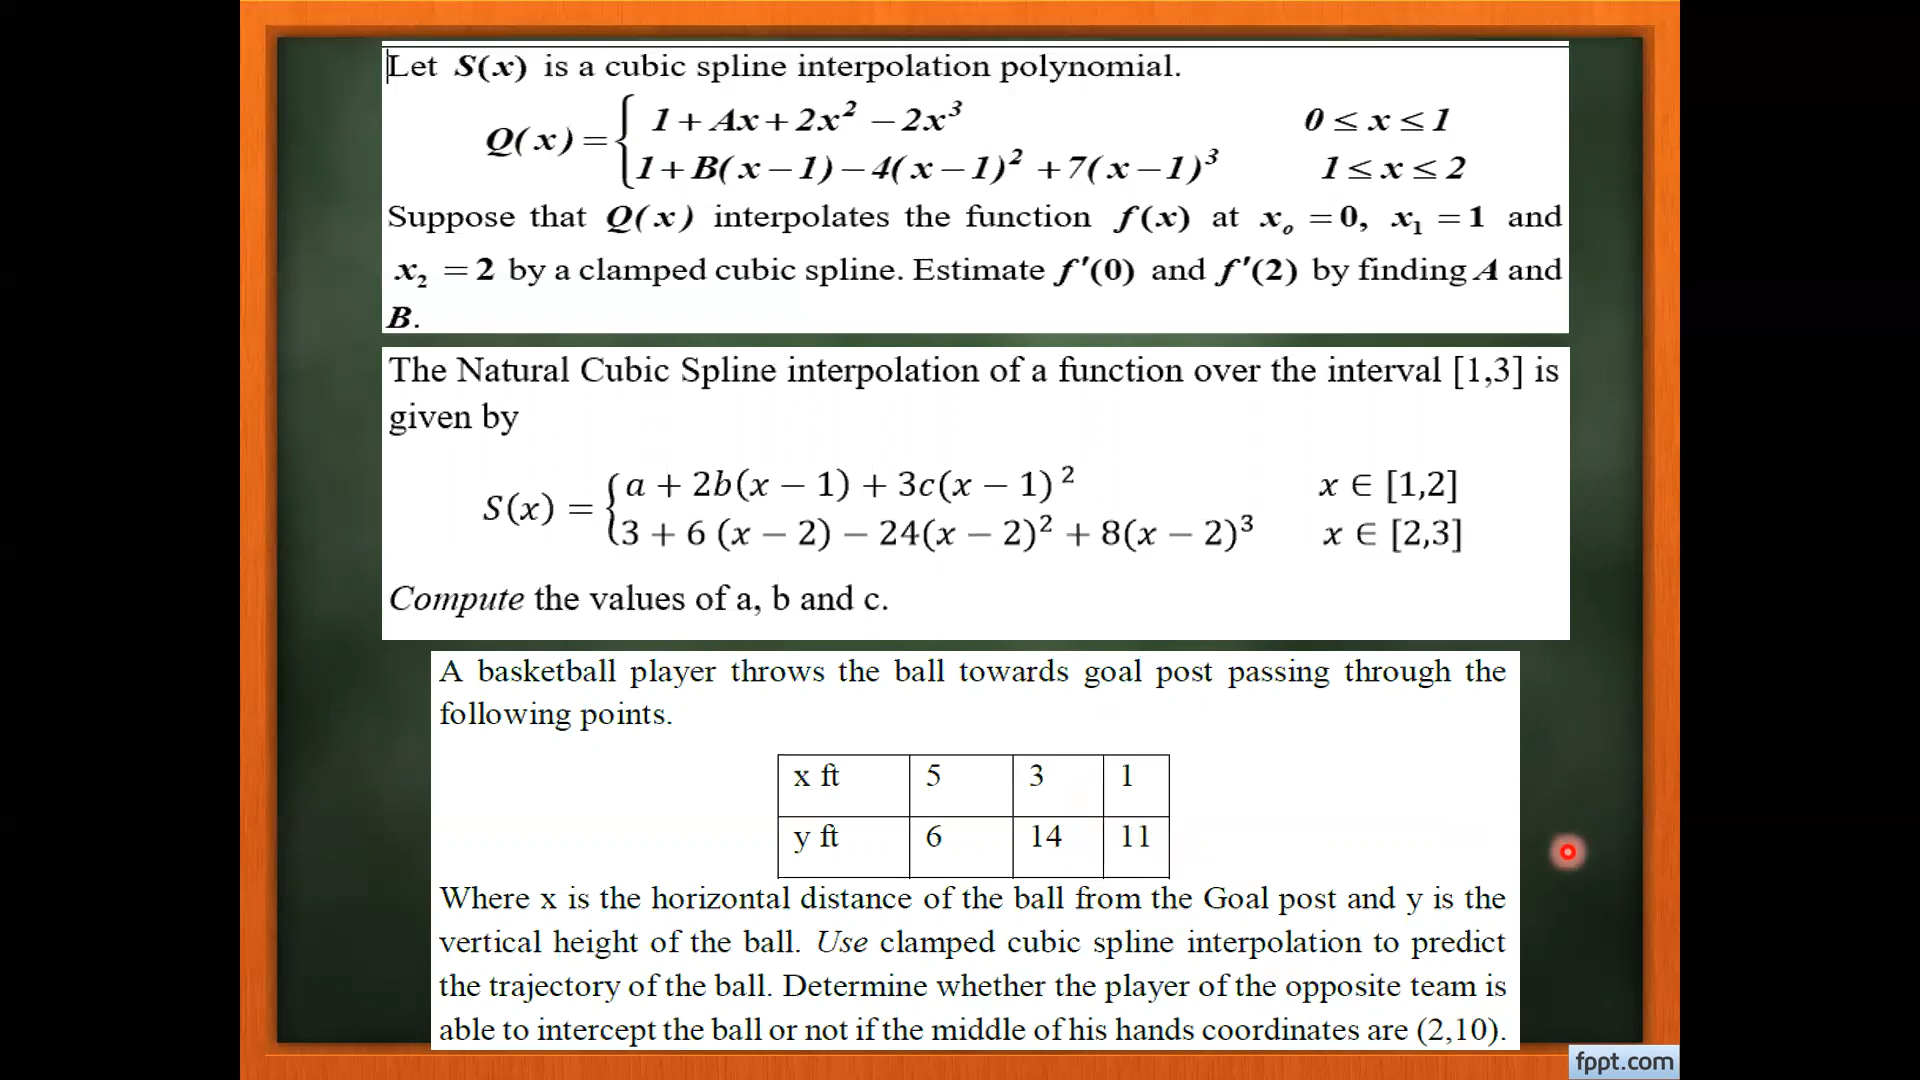 Let S(x) is a cubic spline interpolation polynomial.
Q(x) = { 1 + Ax + 2x² − 2x³    0 ≤ x ≤ 1
1 + B(x − 1) − 4(x − 1)² + 7(x − 1)³    1 ≤ x ≤ 2
Suppose that Q(x) interpolates the function f(x) at xₒ = 0, x₁ = 1 and
x₂ = 2 by a clamped cubic spline. Estimate f′(0) and f′(2) by finding A and
B.
The Natural Cubic Spline interpolation of a function over the interval [1,3] is
given by
S(x) = { a + 2b(x − 1) + 3c(x − 1)²    x ∈ [1,2]
3 + 6 (x − 2) − 24(x − 2)² + 8(x − 2)³    x ∈ [2,3]
Compute the values of a, b and c.
A basketball player throws the ball towards goal post passing through the
following points.
x ft 5 3 1
y ft 6 14 11
Where x is the horizontal distance of the ball from the Goal post and y is the
vertical height of the ball. Use clamped cubic spline interpolation to predict
the trajectory of the ball. Determine whether the player of the opposite team is
able to intercept the ball or not if the middle of his hands coordinates are (2,10).
fppt.com